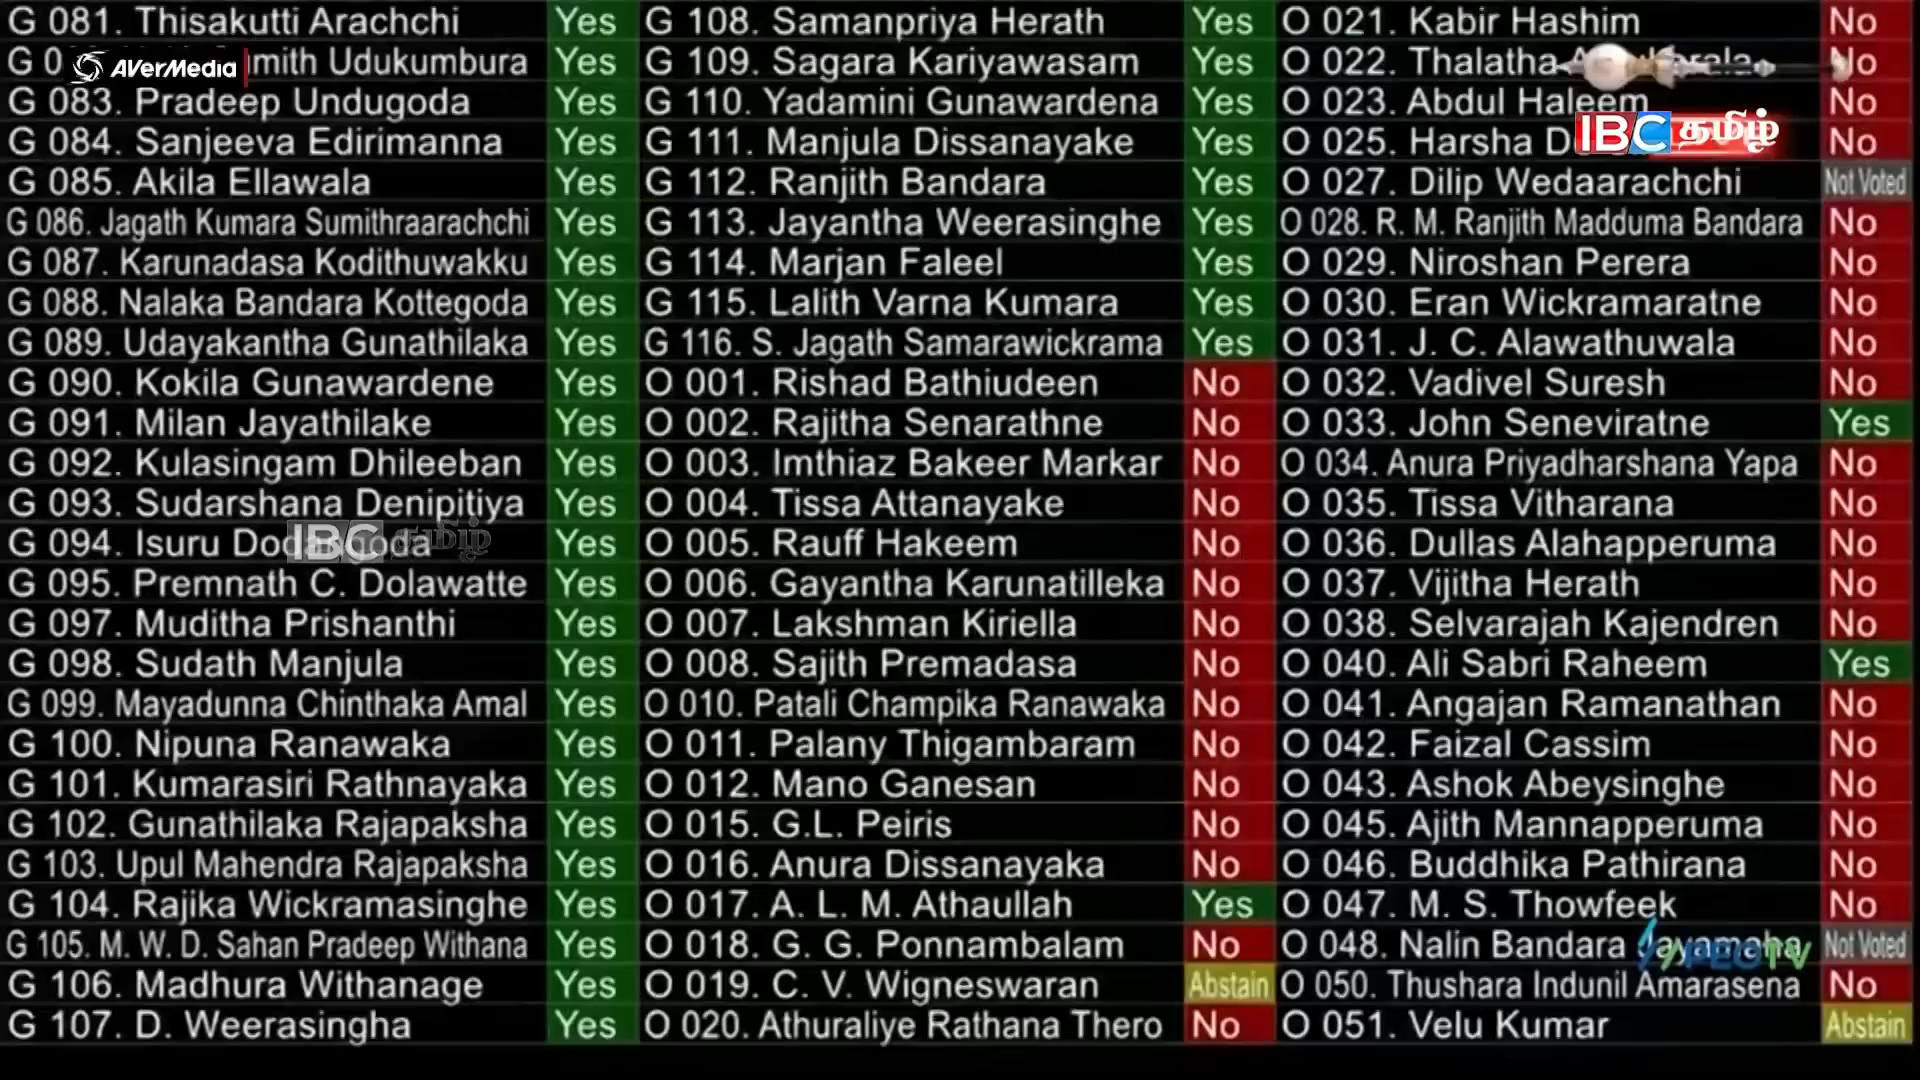 G 081. Thisakutti Arachchi Yes
G 0 mith Udukumbura Yes
G 083. Pradeep Undugoda Yes
G 084. Sanjeeva Edirimanna Yes
G 085. Akila Ellawala Yes
G 086. Jagath Kumara Sumithraarachchi Yes
G 087. Karunadasa Kodithuwakku Yes
G 088. Nalaka Bandara Kottegoda Yes
G 089. Udayakantha Gunathilaka Yes
G 090. Kokila Gunawardene Yes
G 091. Milan Jayathilake Yes
G 092. Kulasingam Dhileeban Yes
G 093. Sudarshana Denipitiya Yes
G 094. Isuru Yes
G 095. Premnath C. Dolawatte Yes
G 097. Muditha Prishanthi Yes
G 098. Sudath Manjula Yes
G 099. Mayadunna Chinthaka Amal Yes
G 100. Nipuna Ranawaka Yes
G 101. Kumarasiri Rathnayaka Yes
G 102. Gunathilaka Rajapaksha Yes
G 103. Upul Mahendra Rajapaksha Yes
G 104. Rajika Wickramasinghe Yes
G 105. M. W. D. Sahan Pradeep Withana Yes
G 106. Madhura Withanage Yes
G 107. D. Weerasingha Yes
G 108. Samanpriya Herath Yes
G 109. Sagara Kariyawasam Yes
G 110. Yadamini Gunawardena Yes
G 111. Manjula Dissanayake Yes
G 112. Ranjith Bandara Yes
G 113. Jayantha Weerasinghe Yes
G 114. Marjan Faleel Yes
G 115. Lalith Varna Kumara Yes
G 116. S. Jagath Samarawickrama Yes
O 001. Rishad Bathiudeen No
O 002. Rajitha Senarathne No
O 003. Imthiaz Bakeer Markar No
O 004. Tissa Attanayake No
O 005. Rauff Hakeem No
O 006. Gayantha Karunatilleka No
O 007. Lakshman Kiriella No
O 008. Sajith Premadasa No
O 010. Patali Champika Ranawaka No
O 011. Palany Thigambaram No
O 012. Mano Ganesan No
O 015. G.L. Peiris No
O 016. Anura Dissanayaka No
O 017. A. L. M. Athaullah Yes
O 018. G. G. Ponnambalam No
O 019. C. V. Wigneswaran Abstain
O 020. Athuraliye Rathana Thero No
O 021. Kabir Hashim No
O 022. Thalatha No
O 023. Abdul Haleem No
O 025. Harsha No
O 027. Dilip Wedaarachchi Not Voted
O 028. R. M. Ranjith Madduma Bandara No
O 029. Niroshan Perera No
O 030. Eran Wickramaratne No
O 031. J. C. Alawathuwala No
O 032. Vadivel Suresh No
O 033. John Seneviratne Yes
O 034. Anura Priyadharshana Yapa No
O 035. Tissa Vitharana No
O 036. Dullas Alahapperuma No
O 037. Vijitha Herath No
O 038. Selvarajah Kajendren No
O 040. Ali Sabri Raheem Yes
O 041. Angajan Ramanathan No
O 042. Faizal Cassim No
O 043. Ashok Abeysinghe No
O 045. Ajith Mannapperuma No
O 046. Buddhika Pathirana No
O 047. M. S. Thowfeek No
O 048. Nalin Bandara Not Voted
O 050. Thushara Indunil Amarasena No
O 051. Velu Kumar Abstain
AVerMedia
IBC தமிழ்
IBC தமிழ்